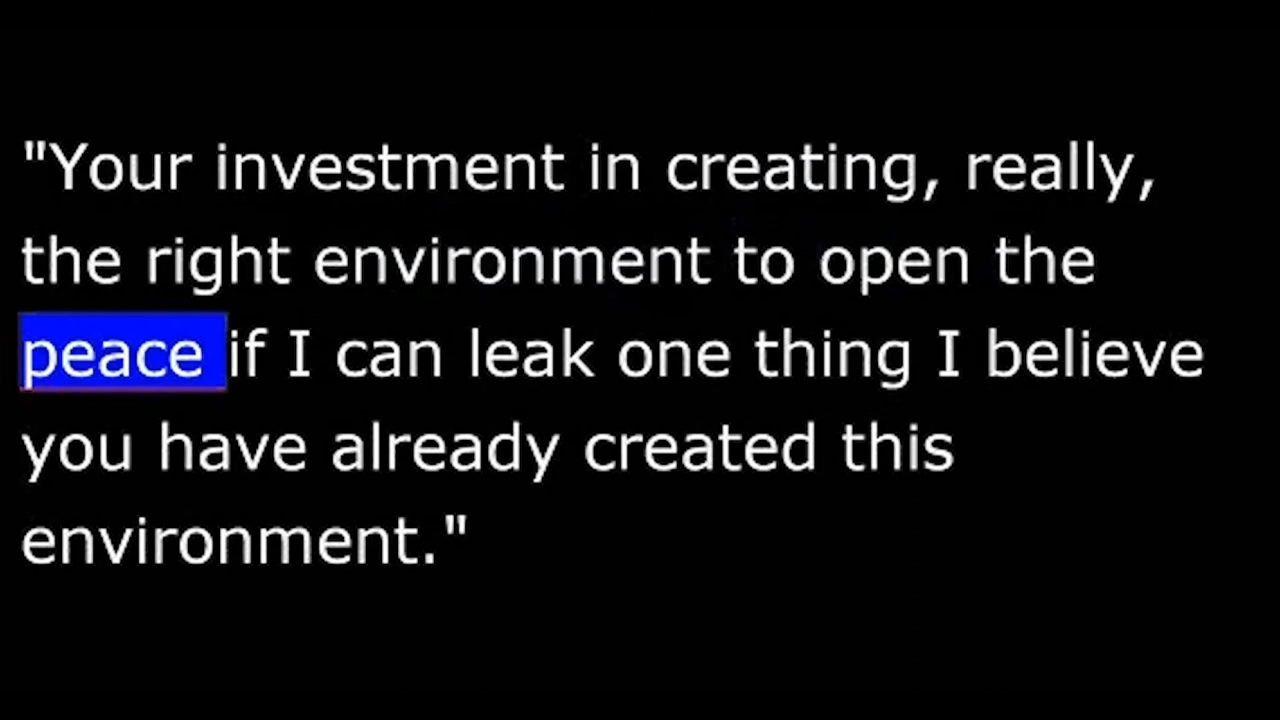 "Your investment in creating, really,
the right environment to open the
peace if I can leak one thing I believe
you have already created this
environment."